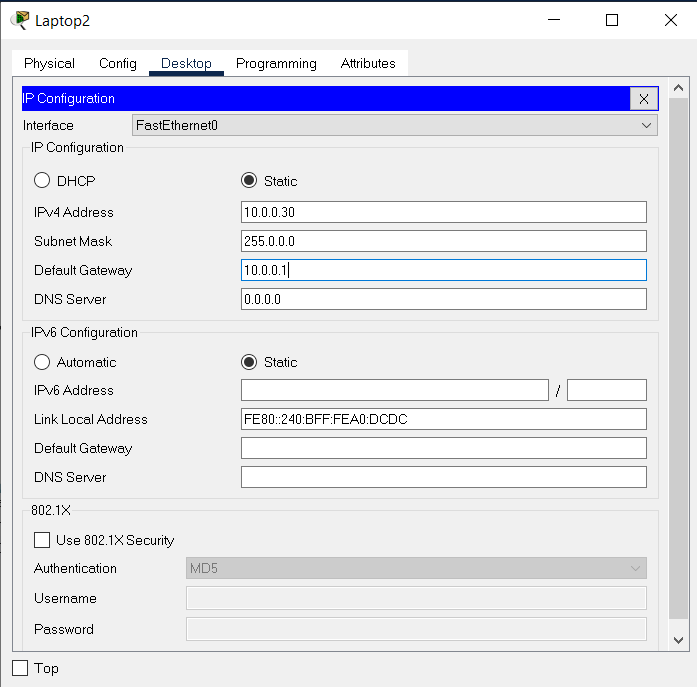 Laptop2
Physical Config Desktop Programming Attributes
IP Configuration X
Interface FastEthernet0
IP Configuration
DHCP Static
IPv4 Address 10.0.0.30
Subnet Mask 255.0.0.0
Default Gateway 10.0.0.1
DNS Server 0.0.0.0
IPv6 Configuration
Automatic Static
IPv6 Address /
Link Local Address FE80::240:BFF:FEA0:DCDC
Default Gateway
DNS Server
802.1X
Use 802.1X Security
Authentication MD5
Username
Password
Top